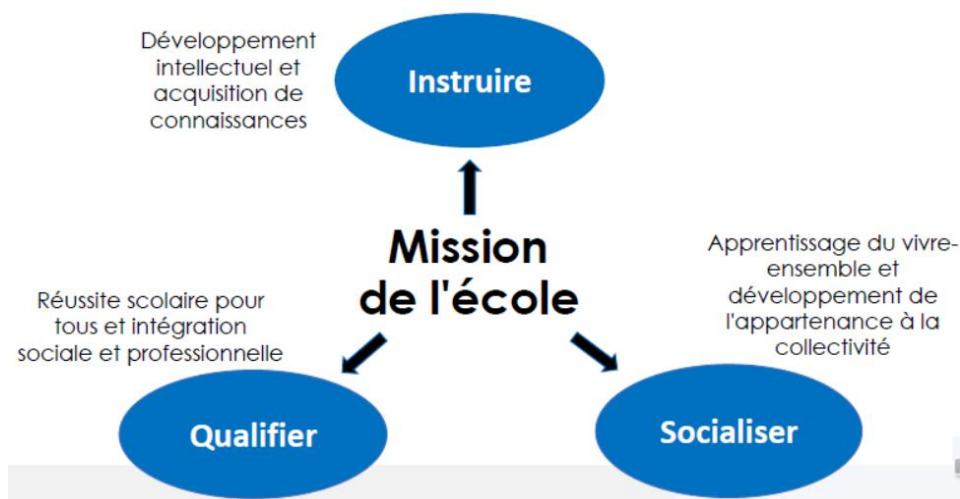 Développement
intellectuel et
acquisition de
connaissances
Instruire
Mission
de l'école
Apprentissage du vivre-
ensemble et
développement de
l'appartenance à la
collectivité
Réussite scolaire pour
tous et intégration
sociale et professionnelle
Qualifier
Socialiser